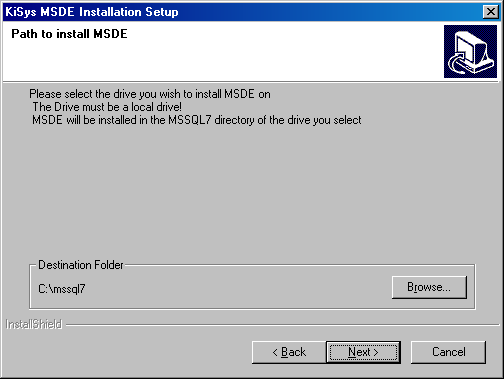 KiSys MSDE Installation Setup
Path to install MSDE
Please select the drive you wish to install MSDE on
The Drive must be a local drive!
MSDE will be installed in the MSSQL7 directory of the drive you select
Destination Folder
C:\mssql7
Browse...
InstallShield
< Back
Next >
Cancel